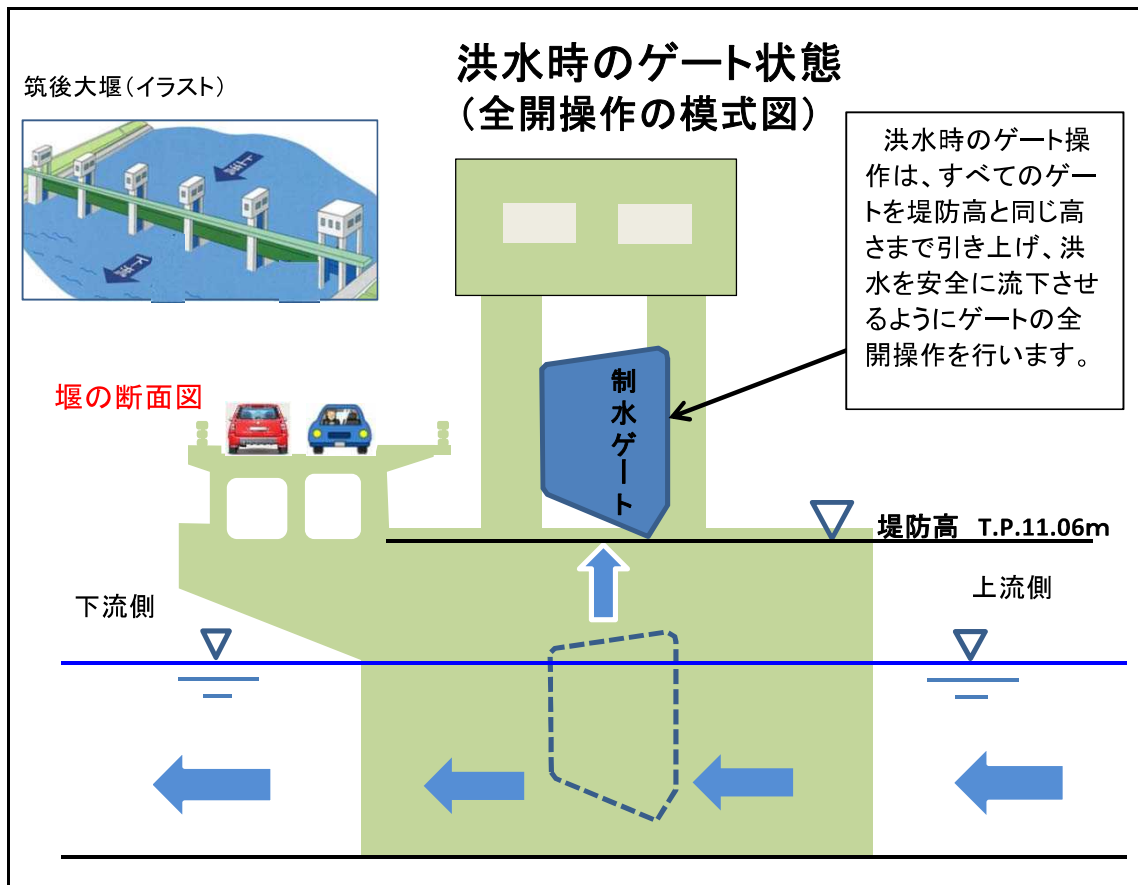 洪水時のゲート状態
（全開操作の模式図）
筑後大堰（イラスト）
上流
下流
洪水時のゲート操
作は、すべてのゲー
トを堤防高と同じ高
さまで引き上げ、洪
水を安全に流下させ
るようにゲートの全
開操作を行います。
堰の断面図
制水ゲート
堤防高 T.P.11.06m
下流側
上流側